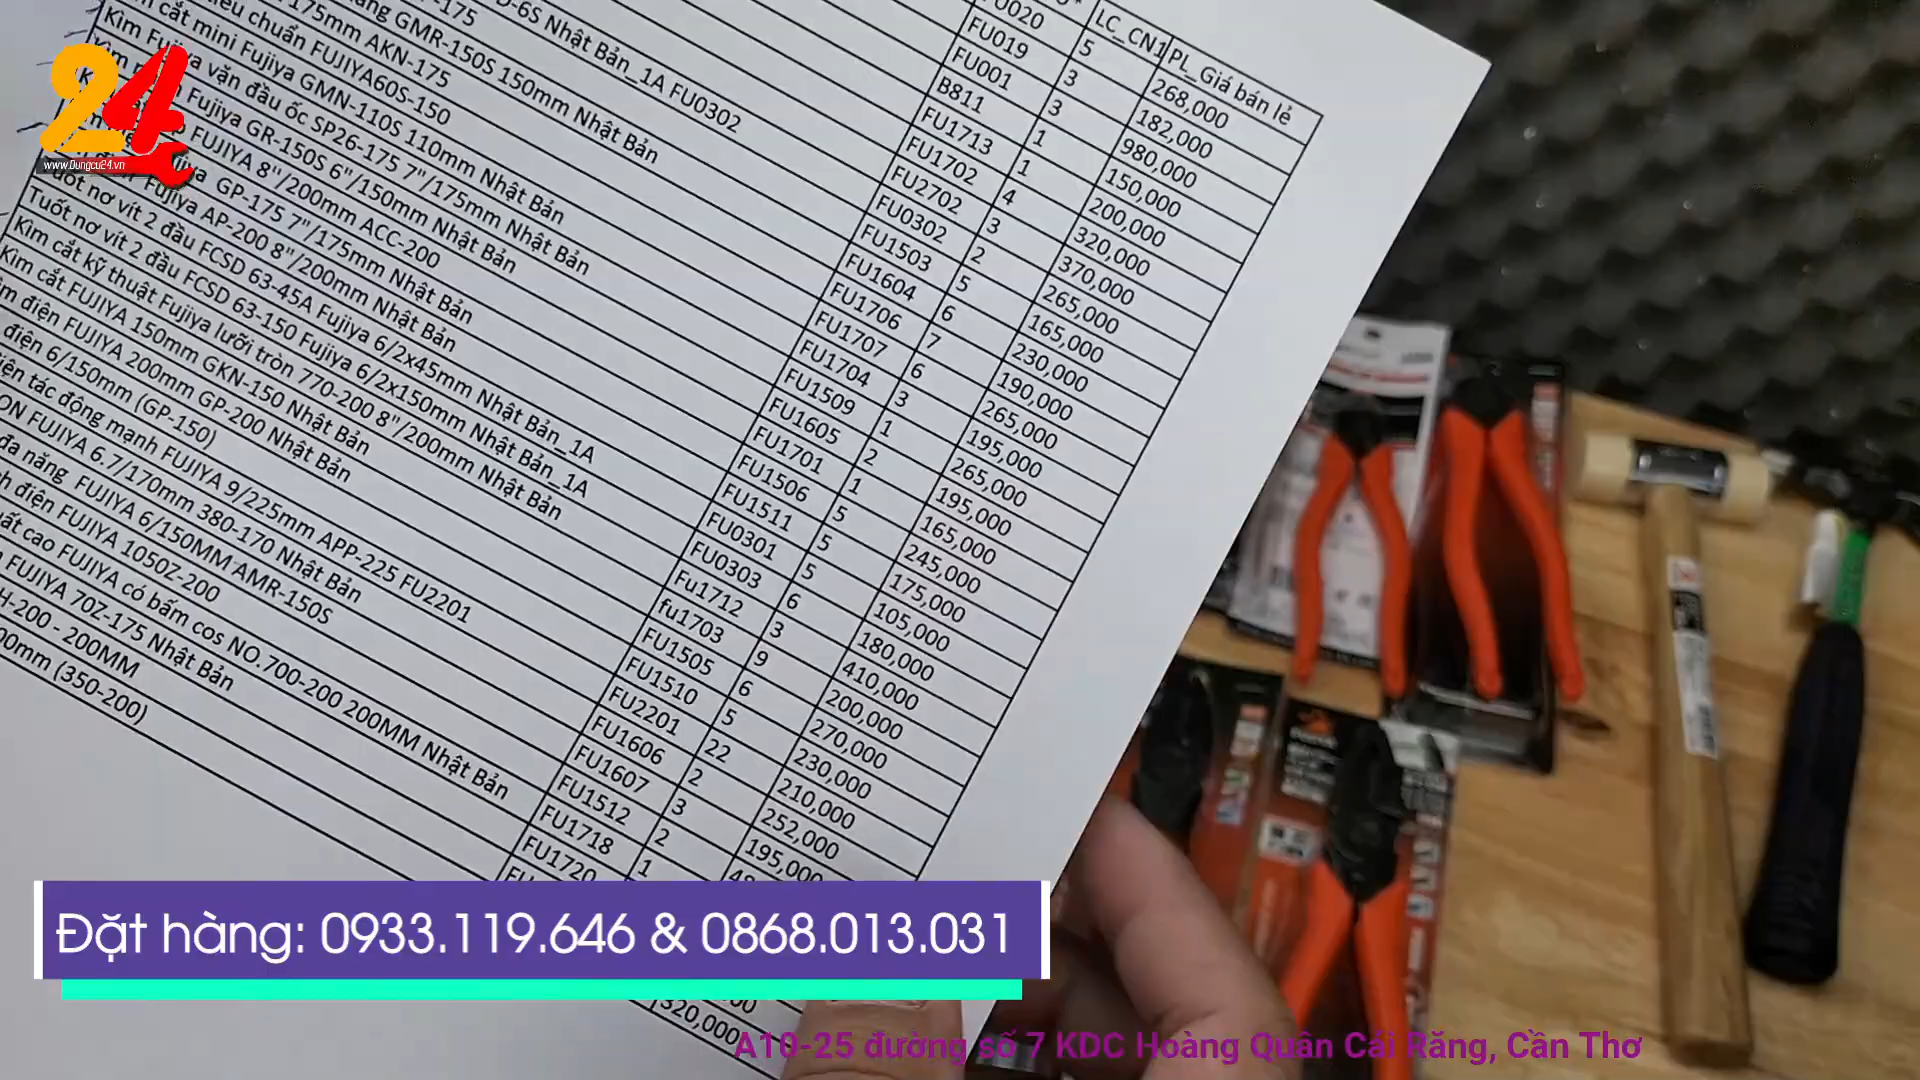 24
www.Dungcu24.vn
LC_CN1 PL_Giá bán lẻ
FU020 5 268,000
FU019 3 182,000
FU001 3 980,000
B811 1 150,000
FU1713 1 200,000
FU1702 4 320,000
FU2702 3 370,000
FU0302 2 265,000
FU1503 5 165,000
FU1604 6 230,000
FU1706 7 190,000
FU1707 6 265,000
FU1704 3 195,000
FU1509 1 265,000
FU1605 2 195,000
FU1701 1 165,000
FU1506 5 245,000
FU1511 5 175,000
FU0301 5 105,000
FU0303 6 180,000
Fu1712 3 410,000
fu1703 9 200,000
FU1505 6 270,000
FU1510 5 230,000
FU2201 22 210,000
FU1606 2 252,000
FU1607 3 195,000
FU1512 2
FU1718 1
FU1720
320,000
D-6S Nhật Bản_1A FU0302
GMR-150S 150mm Nhật Bản
175mm AKN-175
chuẩn FUJIYA60S-150
cắt mini Fujiya GMN-110S 110mm Nhật Bản
Kìm Fujiya vặn đầu ốc SP26-175 7"/175mm Nhật Bản
Fujiya GR-150S 6"/150mm Nhật Bản
FUJIYA 8"/200mm ACC-200
GP-175 7"/175mm Nhật Bản
Fujiya AP-200 8"/200mm Nhật Bản
Tuốt nơ vít 2 đầu FCSD 63-45A Fujiya 6/2x45mm Nhật Bản_1A
Tuốt nơ vít 2 đầu FCSD 63-150 Fujiya 6/2x150mm Nhật Bản_1A
Kìm cắt kỹ thuật Fujiya lưỡi tròn 770-200 8"/200mm Nhật Bản
Kìm cắt FUJIYA 150mm GKN-150 Nhật Bản
điện FUJIYA 200mm GP-200 Nhật Bản
điện 6/150mm (GP-150)
tác động mạnh FUJIYA 9/225mm APP-225 FU2201
FUJIYA 6.7/170mm 380-170 Nhật Bản
đa năng FUJIYA 6/150MM AMR-150S
điện FUJIYA 1050Z-200
cao FUJIYA có bấm cos NO.700-200 200MM Nhật Bản
FUJIYA 70Z-175 Nhật Bản
H-200 - 200MM
(350-200)
Đặt hàng: 0933.119.646 & 0868.013.031
A10-25 đường số 7 KDC Hoàng Quân Cái Răng, Cần Thơ